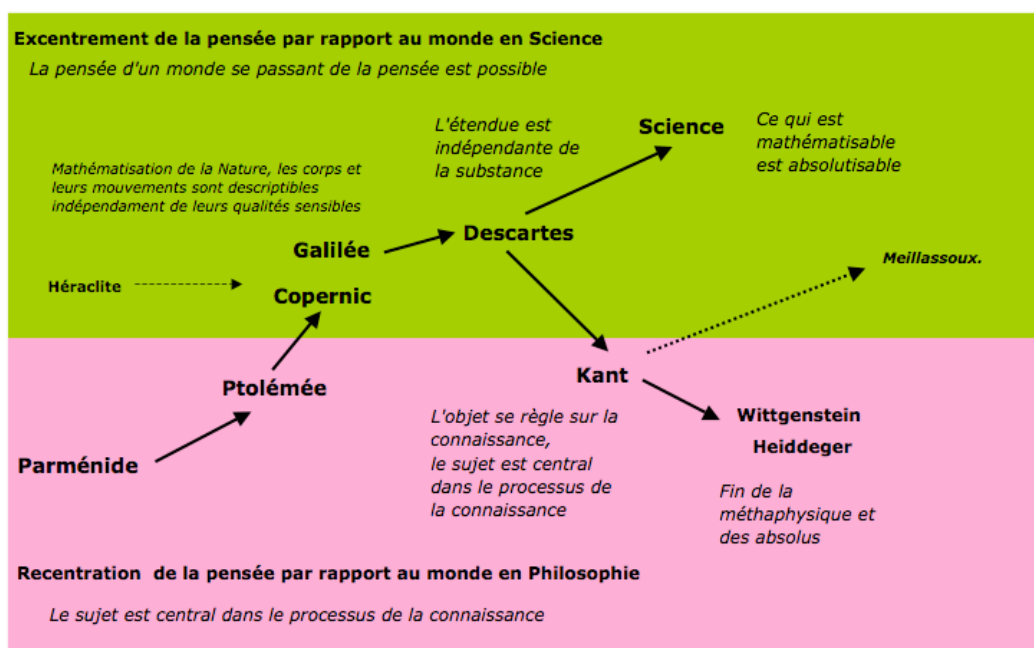 Excentrement de la pensée par rapport au monde en Science
La pensée d'un monde se passant de la pensée est possible
L'étendue est
indépendante de
la substance
Science
Ce qui est
mathématisable
est absolutisable
Mathématisation de la Nature, les corps et
leurs mouvements sont descriptibles
indépendament de leurs qualités sensibles
Galilée
Descartes
Meillassoux.
Héraclite
Copernic
Ptolémée
Kant
Parménide
L'objet se règle sur la
connaissance,
le sujet est central
dans le processus de
la connaissance
Wittgenstein
Heiddeger
Fin de la
méthaphysique et
des absolus
Recentration de la pensée par rapport au monde en Philosophie
Le sujet est central dans le processus de la connaissance